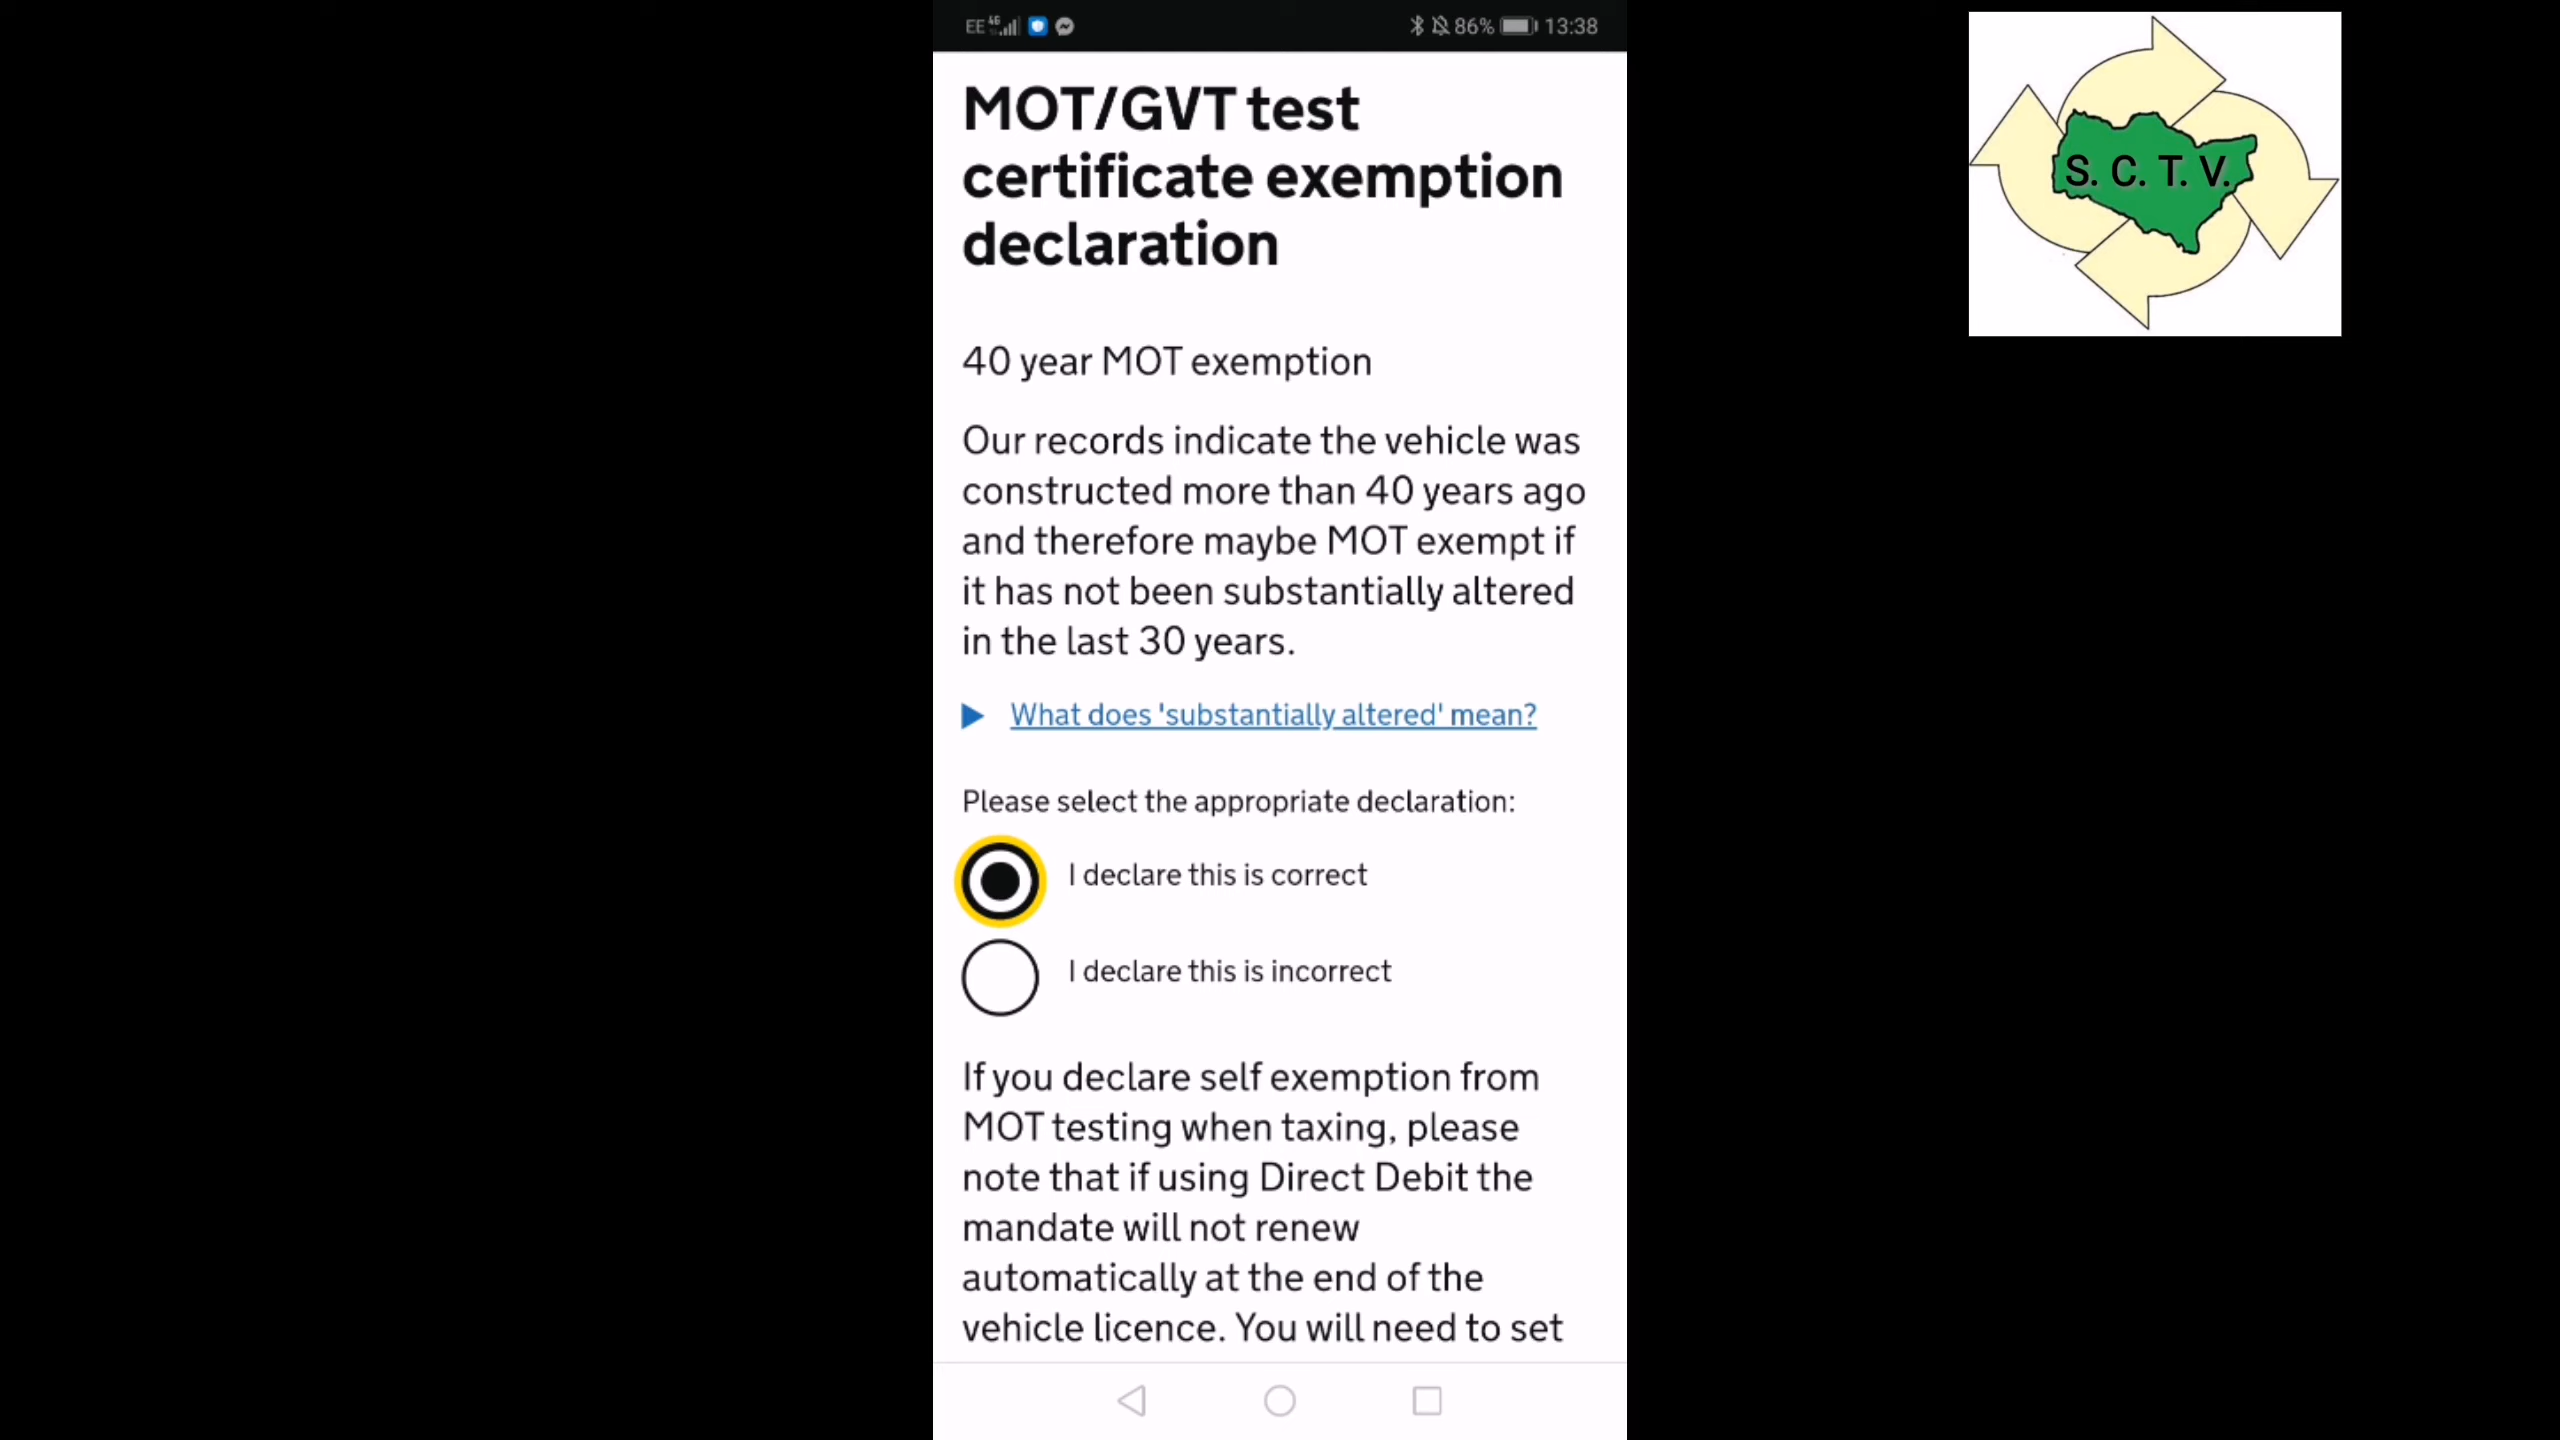 EE 4G 86% 13:38
MOT/GVT test
certificate exemption
declaration
40 year MOT exemption
Our records indicate the vehicle was
constructed more than 40 years ago
and therefore maybe MOT exempt if
it has not been substantially altered
in the last 30 years.
What does 'substantially altered' mean?
Please select the appropriate declaration:
I declare this is correct
I declare this is incorrect
If you declare self exemption from
MOT testing when taxing, please
note that if using Direct Debit the
mandate will not renew
automatically at the end of the
vehicle licence. You will need to set
S. C. T. V.